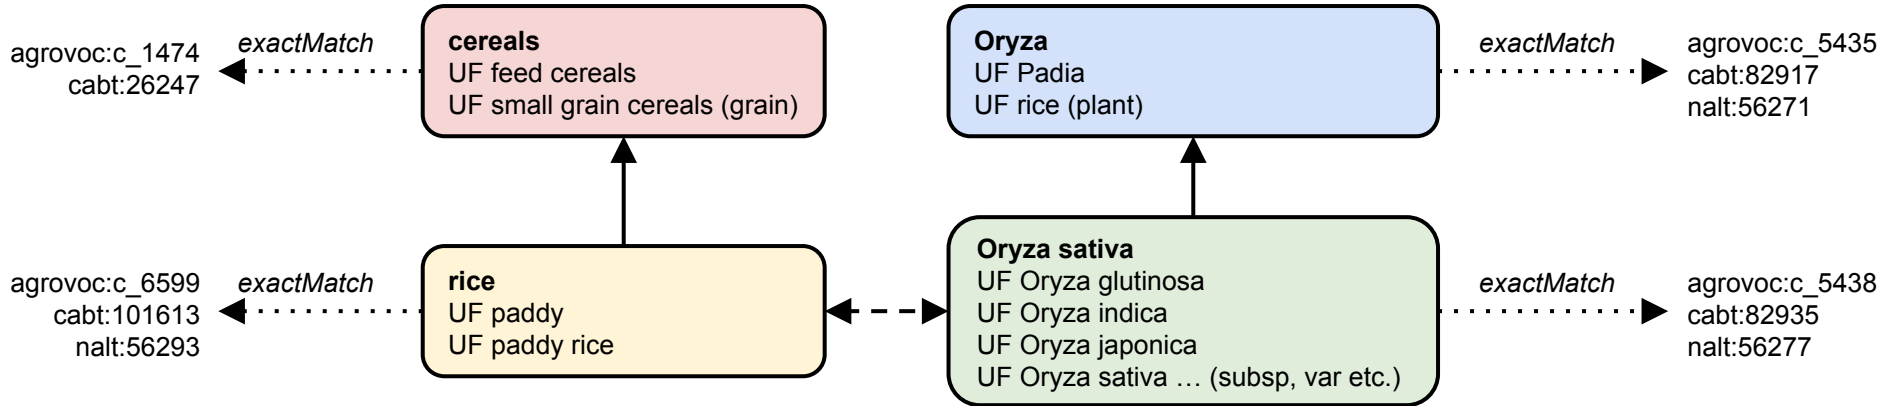 agrovoc:c_1474
cabt:26247
exactMatch
cereals
UF feed cereals
UF small grain cereals (grain)
Oryza
UF Padia
UF rice (plant)
exactMatch
agrovoc:c_5435
cabt:82917
nalt:56271
agrovoc:c_6599
cabt:101613
nalt:56293
exactMatch
rice
UF paddy
UF paddy rice
Oryza sativa
UF Oryza glutinosa
UF Oryza indica
UF Oryza japonica
UF Oryza sativa … (subsp, var etc.)
exactMatch
agrovoc:c_5438
cabt:82935
nalt:56277